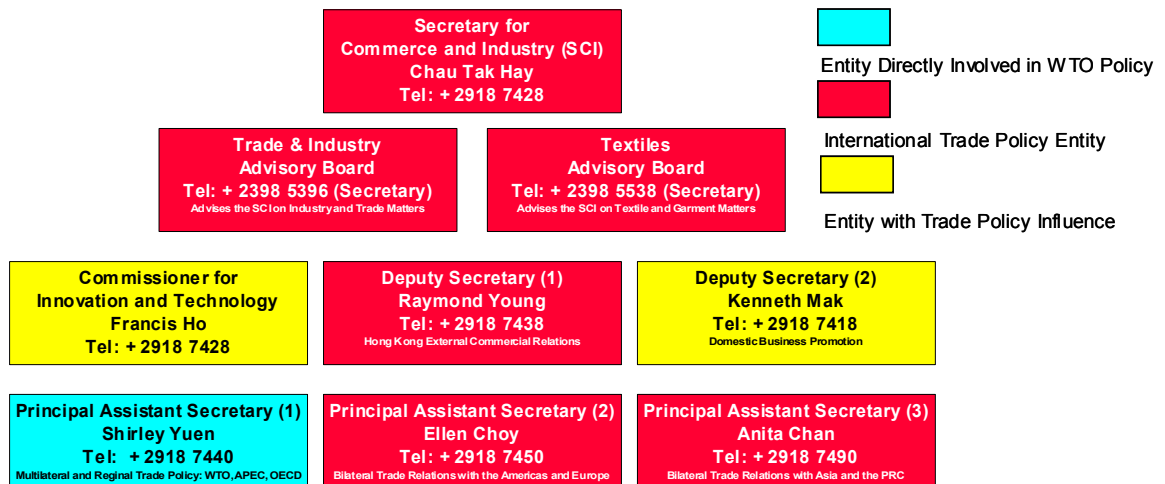 Secretary for
Commerce and Industry (SCI)
Chau Tak Hay
Tel: + 2918 7428
Entity Directly Involved in WTO Policy
International Trade Policy Entity
Entity with Trade Policy Influence
Trade & Industry
Advisory Board
Tel: + 2398 5396 (Secretary)
Advises the SCI on Industry and Trade Matters
Textiles
Advisory Board
Tel: + 2398 5538 (Secretary)
Advises the SCI on Textile and Garment Matters
Commissioner for
Innovation and Technology
Francis Ho
Tel: + 2918 7428
Deputy Secretary (1)
Raymond Young
Tel: + 2918 7438
Hong Kong External Commercial Relations
Deputy Secretary (2)
Kenneth Mak
Tel: + 2918 7418
Domestic Business Promotion
Principal Assistant Secretary (1)
Shirley Yuen
Tel: + 2918 7440
Multilateral and Reginal Trade Policy: WTO, APEC, OECD
Principal Assistant Secretary (2)
Ellen Choy
Tel: + 2918 7450
Bilateral Trade Relations with the Americas and Europe
Principal Assistant Secretary (3)
Anita Chan
Tel: + 2918 7490
Bilateral Trade Relations with Asia and the PRC